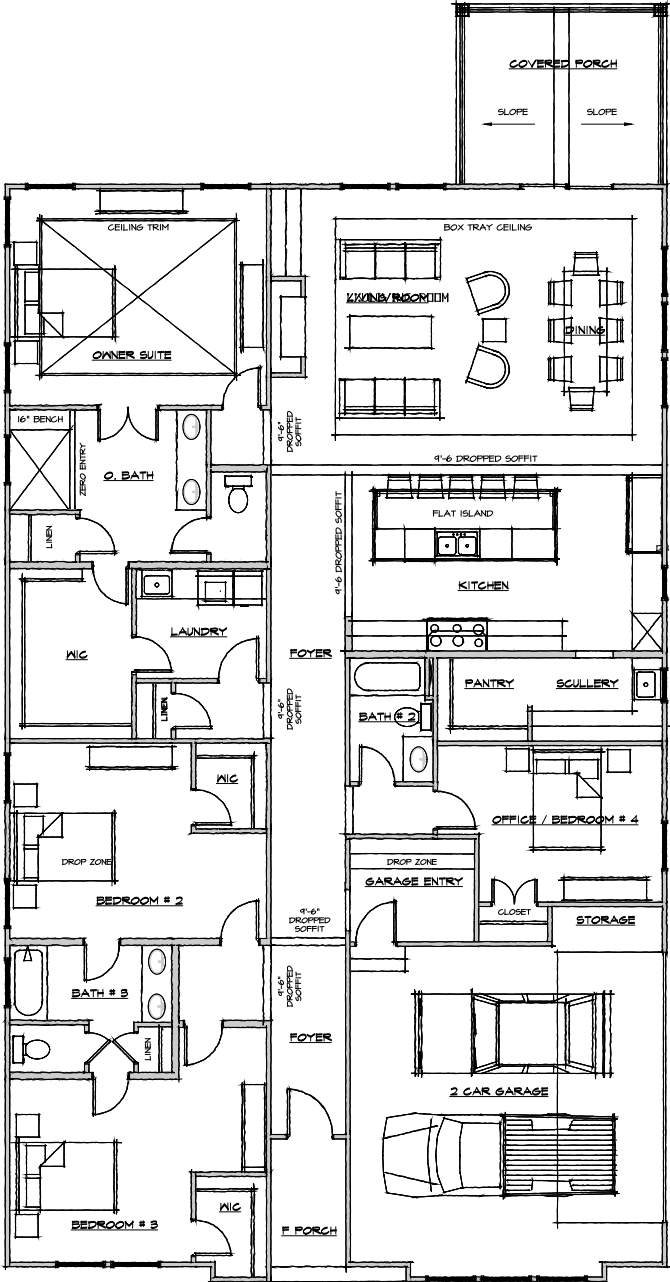 COVERED PORCH
SLOPE
SLOPE
CEILING TRIM
BOX TRAY CEILING
DINING
OWNER SUITE
16" BENCH
ZERO ENTRY
9'-6"
DROPPED
SOFFIT
9'-6 DROPPED SOFFIT
O. BATH
LINEN
9'-6 DROPPED SOFFIT
FLAT ISLAND
KITCHEN
WIC
LAUNDRY
FOYER
LINEN
9'-6"
DROPPED
SOFFIT
PANTRY
SCULLERY
BATH # 2
WIC
OFFICE / BEDROOM # 4
DROP ZONE
BEDROOM # 2
DROP ZONE
GARAGE ENTRY
9'-6"
DROPPED
SOFFIT
CLOSET
STORAGE
BATH # 3
9'-6"
DROPPED
SOFFIT
LINEN
FOYER
2 CAR GARAGE
WIC
BEDROOM # 3
F PORCH